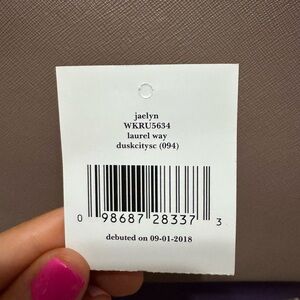 jaelyn
WKRU5634
laurel way
duskcitysc (094)
0 98687 28337 3
debuted on 09-01-2018